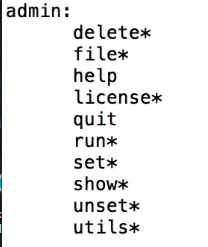 admin:
delete*
file*
help
license*
quit
run*
set*
show*
unset*
utils*